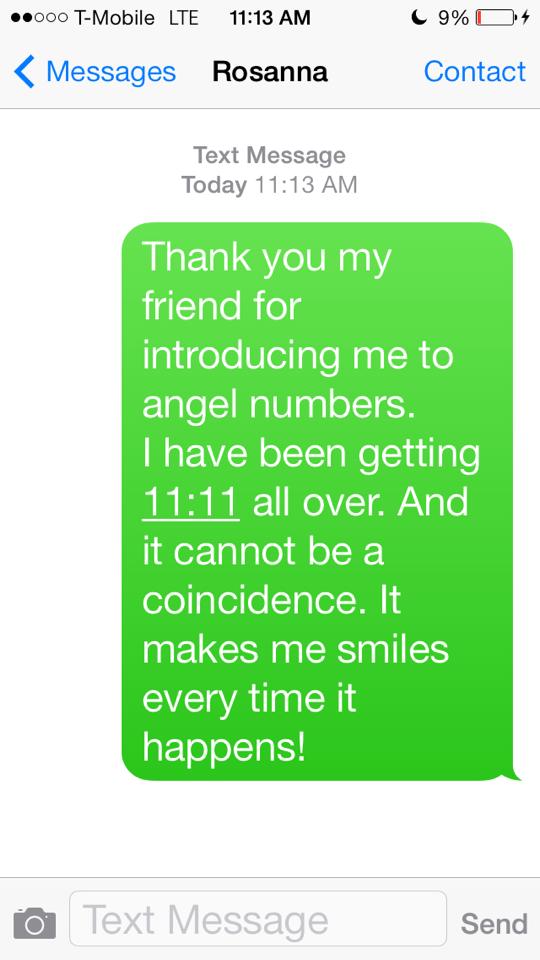 T-Mobile LTE 11:13 AM 9%
Messages Rosanna Contact
Text Message
Today 11:13 AM
Thank you my
friend for
introducing me to
angel numbers.
I have been getting
11:11 all over. And
it cannot be a
coincidence. It
makes me smiles
every time it
happens!
Text Message Send